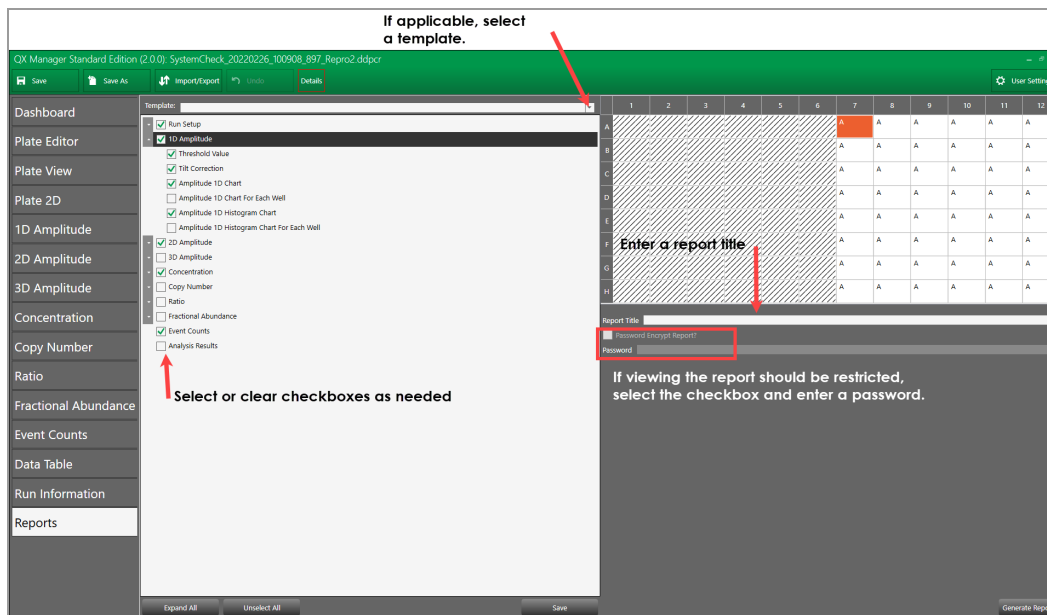 If applicable, select
a template.
QX Manager Standard Edition (2.0.0): SystemCheck_20220226_100908_897_Repro2.ddpcr
Save
Save As
Import/Export
Undo
Details
User Setting
Dashboard
Plate Editor
Plate View
Plate 2D
1D Amplitude
2D Amplitude
3D Amplitude
Concentration
Copy Number
Ratio
Fractional Abundance
Event Counts
Data Table
Run Information
Reports
Template:
Run Setup
1D Amplitude
Threshold Value
Tilt Correction
Amplitude 1D Chart
Amplitude 1D Chart For Each Well
Amplitude 1D Histogram Chart
Amplitude 1D Histogram Chart For Each Well
2D Amplitude
3D Amplitude
Concentration
Copy Number
Ratio
Fractional Abundance
Event Counts
Analysis Results
Select or clear checkboxes as needed
Expand All
Unselect All
Save
1 2 3 4 5 6 7 8 9 10 11 12
A A A A A A A
B A A A A A A
C A A A A A A
D A A A A A A
E A A A A A A
F A A A A A A
G A A A A A A
H A A A A A A
Enter a report title
Report Title
Password Encrypt Report?
Password
If viewing the report should be restricted,
select the checkbox and enter a password.
Generate Repo